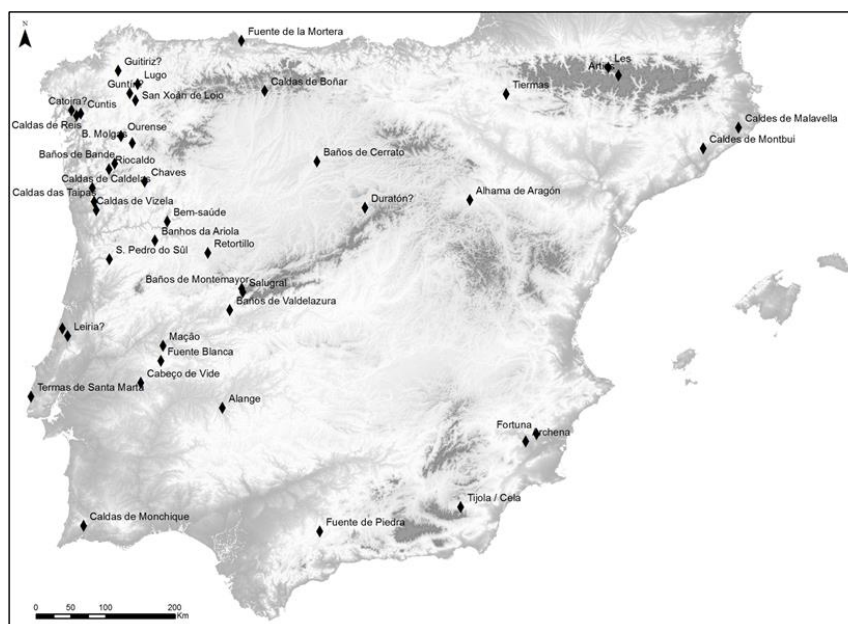 N
Fuente de la Mortera
Guitiriz?
Les
Arties
Lugo
Guntín?
Caldas de Boñar
Tiermas
San Xoán de Loio
Catoira?
Cuntis
Caldes de Malavella
Caldas de Reis
Ourense
B. Molgas
Caldes de Montbui
Baños de Bande
Riocaldo
Baños de Cerrato
Chaves
Caldas de Caldelas
Caldas das Taipas
Alhama de Aragón
Caldas de Vizela
Duratón?
Bem-saúde
Banhos da Ariola
S. Pedro do Sûl
Retortillo
Baños de Montemayor
Salugral
Baños de Valdelazura
Leiria?
Mação
Fuente Blanca
Cabeço de Vide
Termas de Santa Marta
Alange
Fortuna
Archena
Tijola / Cela
Caldas de Monchique
Fuente de Piedra
0 50 100 200
Km